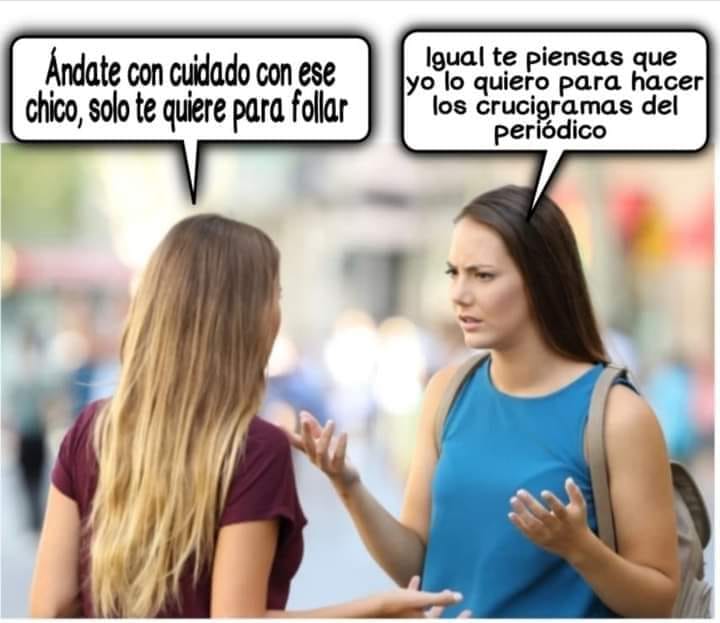 Ándate con cuidado con ese
chico, solo te quiere para follar
Igual te piensas que
yo lo quiero para hacer
los crucigramas del
periódico